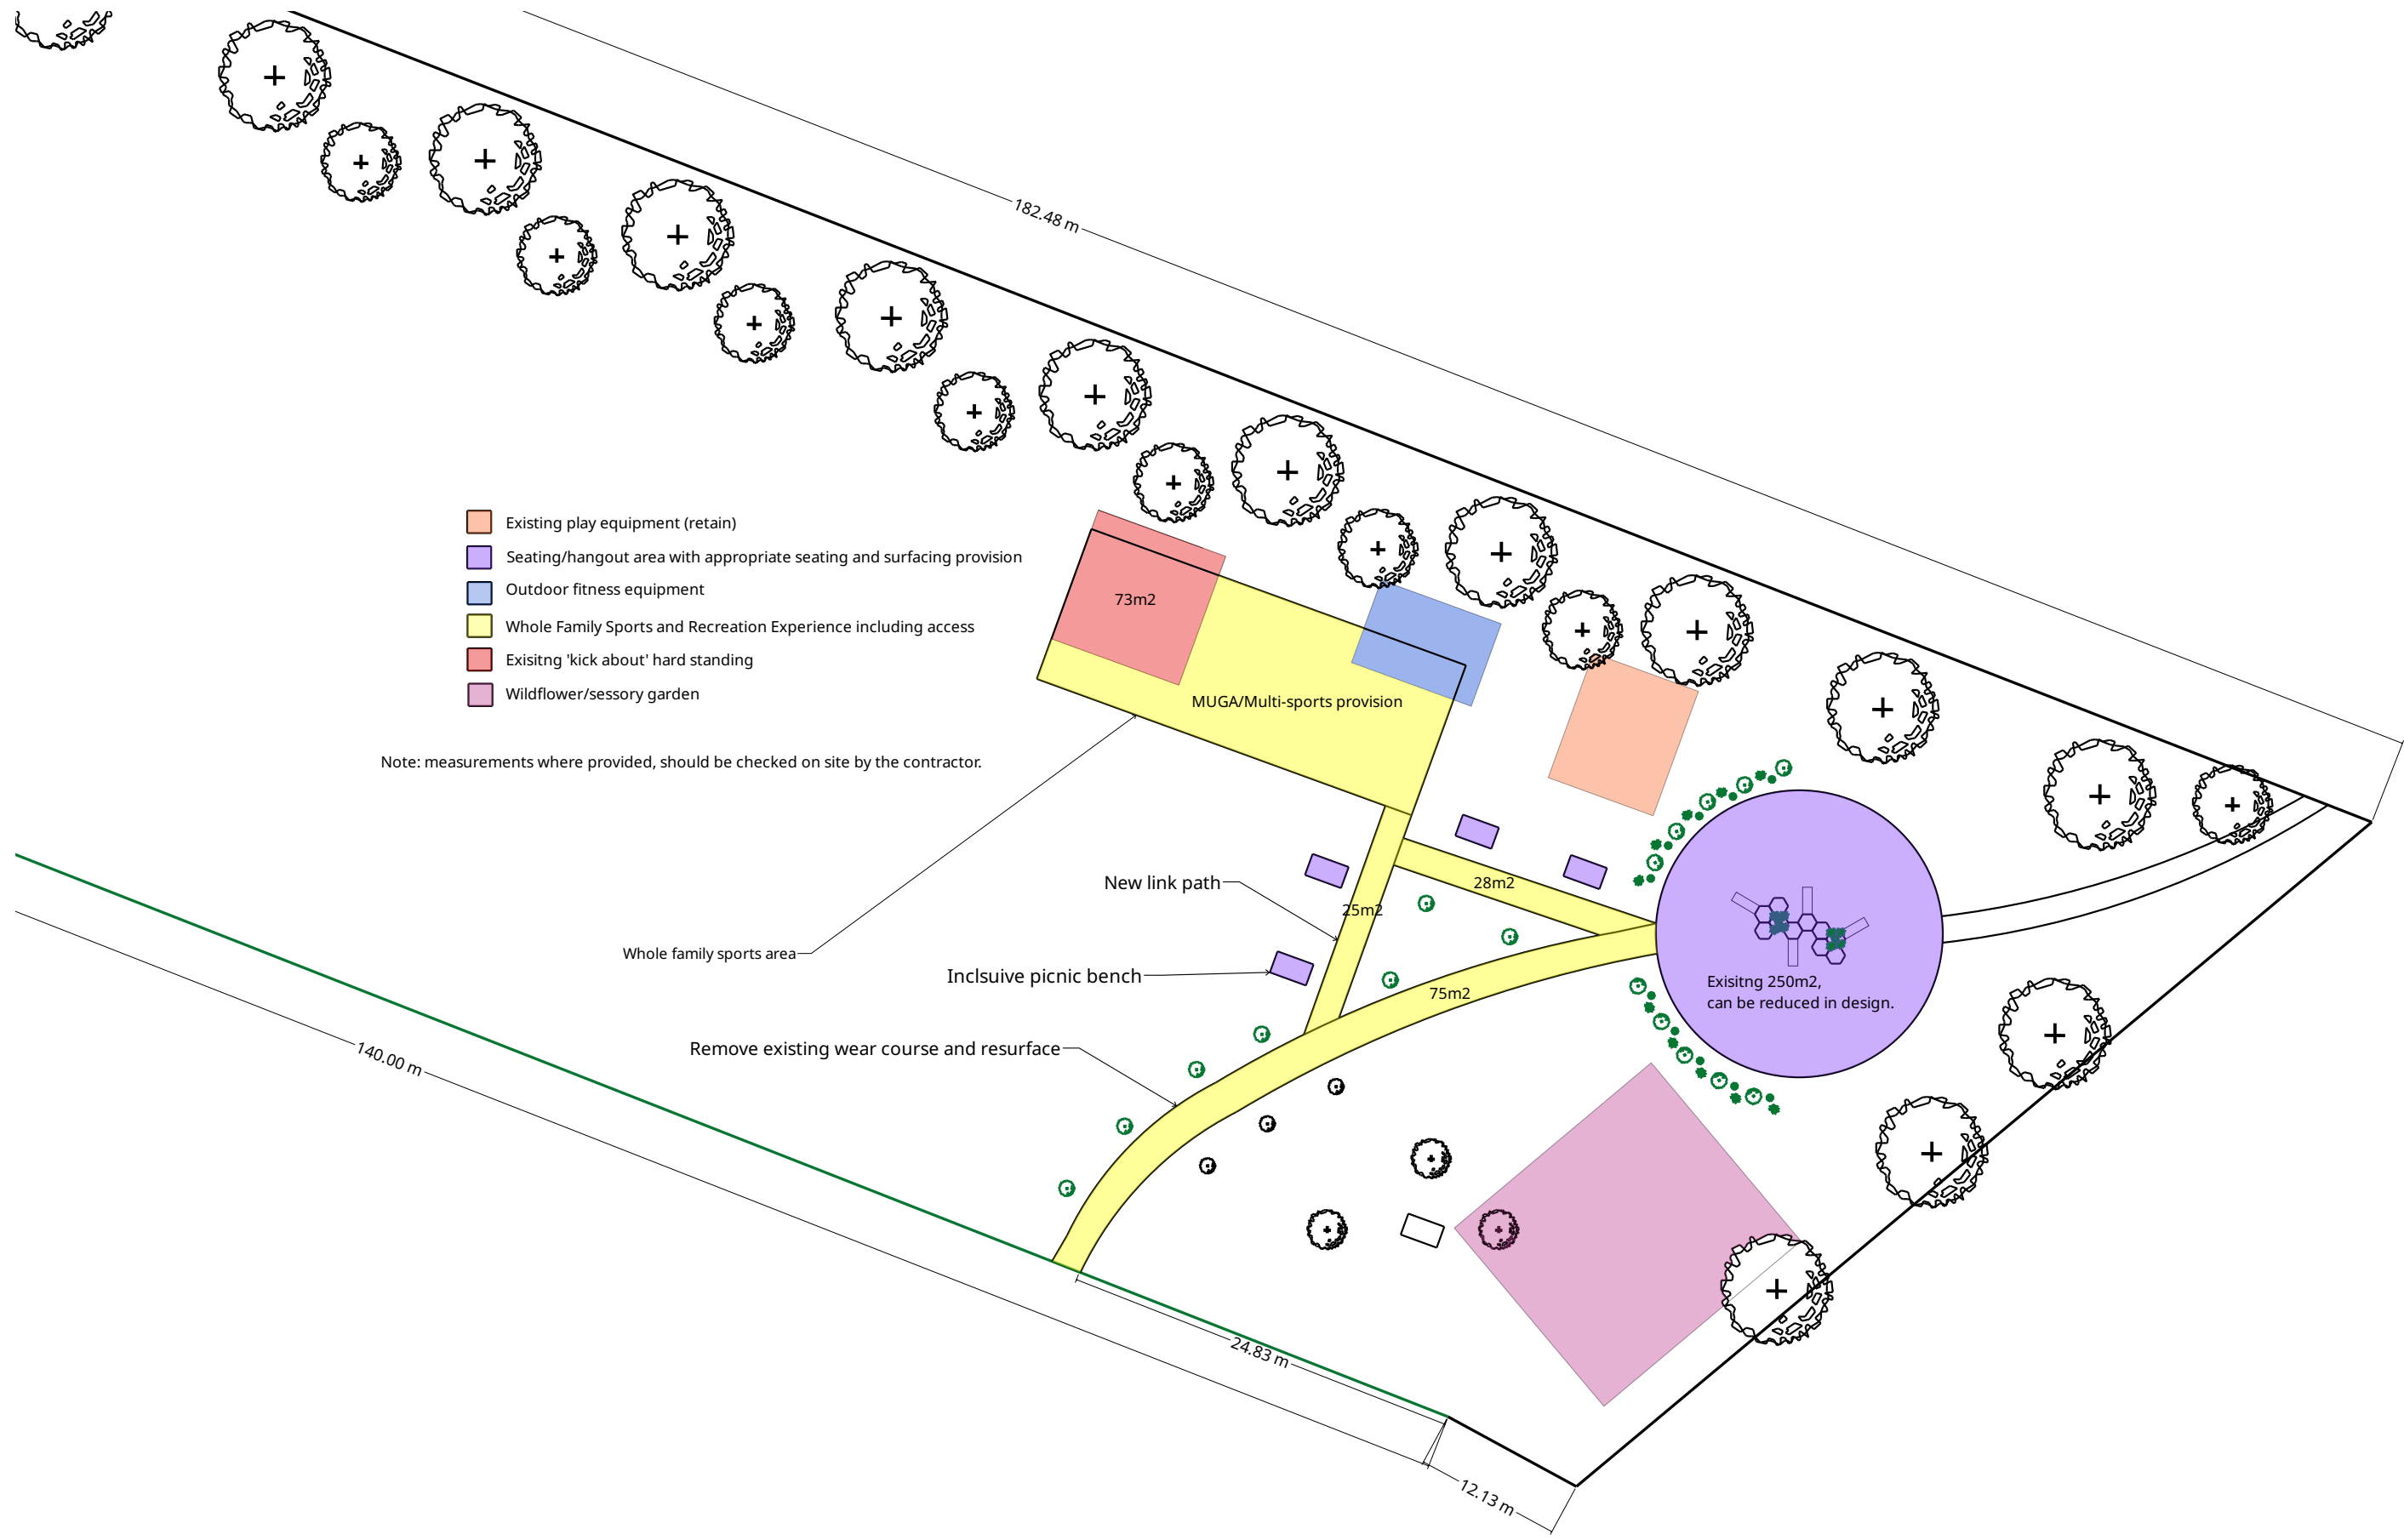 182.48 m
Existing play equipment (retain)
Seating/hangout area with appropriate seating and surfacing provision
Outdoor fitness equipment
Whole Family Sports and Recreation Experience including access
Exisitng 'kick about' hard standing
Wildflower/sessory garden
73m2
MUGA/Multi-sports provision
Note: measurements where provided, should be checked on site by the contractor.
New link path
28m2
25m2
Whole family sports area
Inclsuive picnic bench
75m2
Exisitng 250m2,
can be reduced in design.
Remove existing wear course and resurface
140.00 m
24.83 m
12.13 m